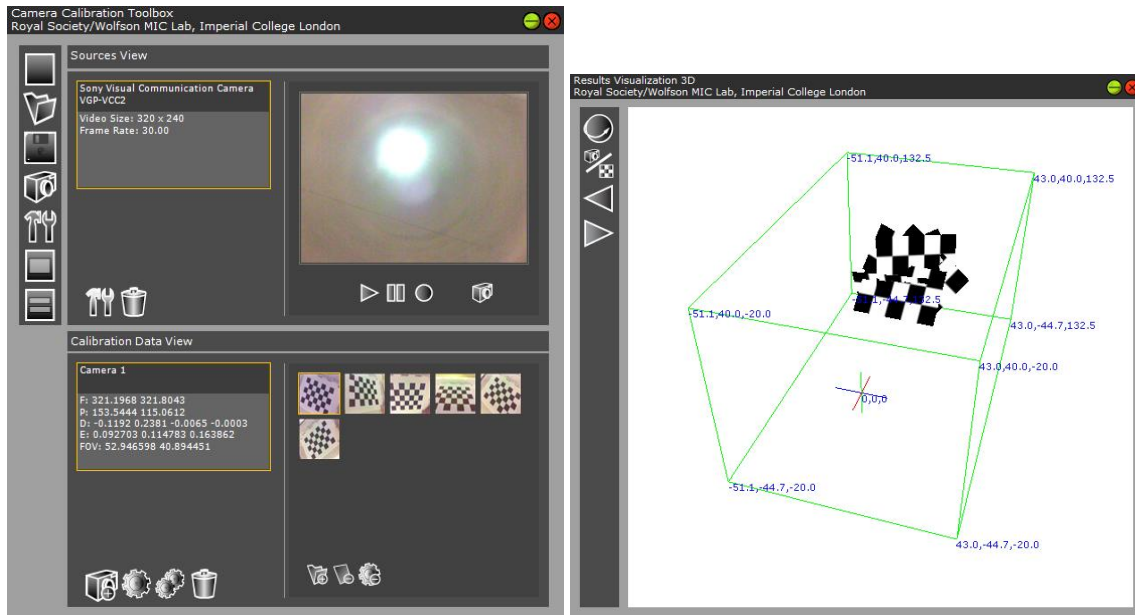 Camera Calibration Toolbox
Royal Society/Wolfson MIC Lab, Imperial College London
Sources View
Sony Visual Communication Camera
VGP-VCC2
Video Size: 320 x 240
Frame Rate: 30.00
Calibration Data View
Camera 1
F: 321.1968 321.8043
P: 153.5444 115.0612
D: -0.1192 0.2381 -0.0065 -0.0003
E: 0.092703 0.114783 0.163862
FOV: 52.946598 40.894451
Results Visualization 3D
Royal Society/Wolfson MIC Lab, Imperial College London
-51.1,40.0,132.5
43.0,40.0,132.5
-51.1,-44.7,132.5
-51.1,40.0,-20.0
43.0,-44.7,132.5
43.0,40.0,-20.0
0,0,0
-51.1,-44.7,-20.0
43.0,-44.7,-20.0